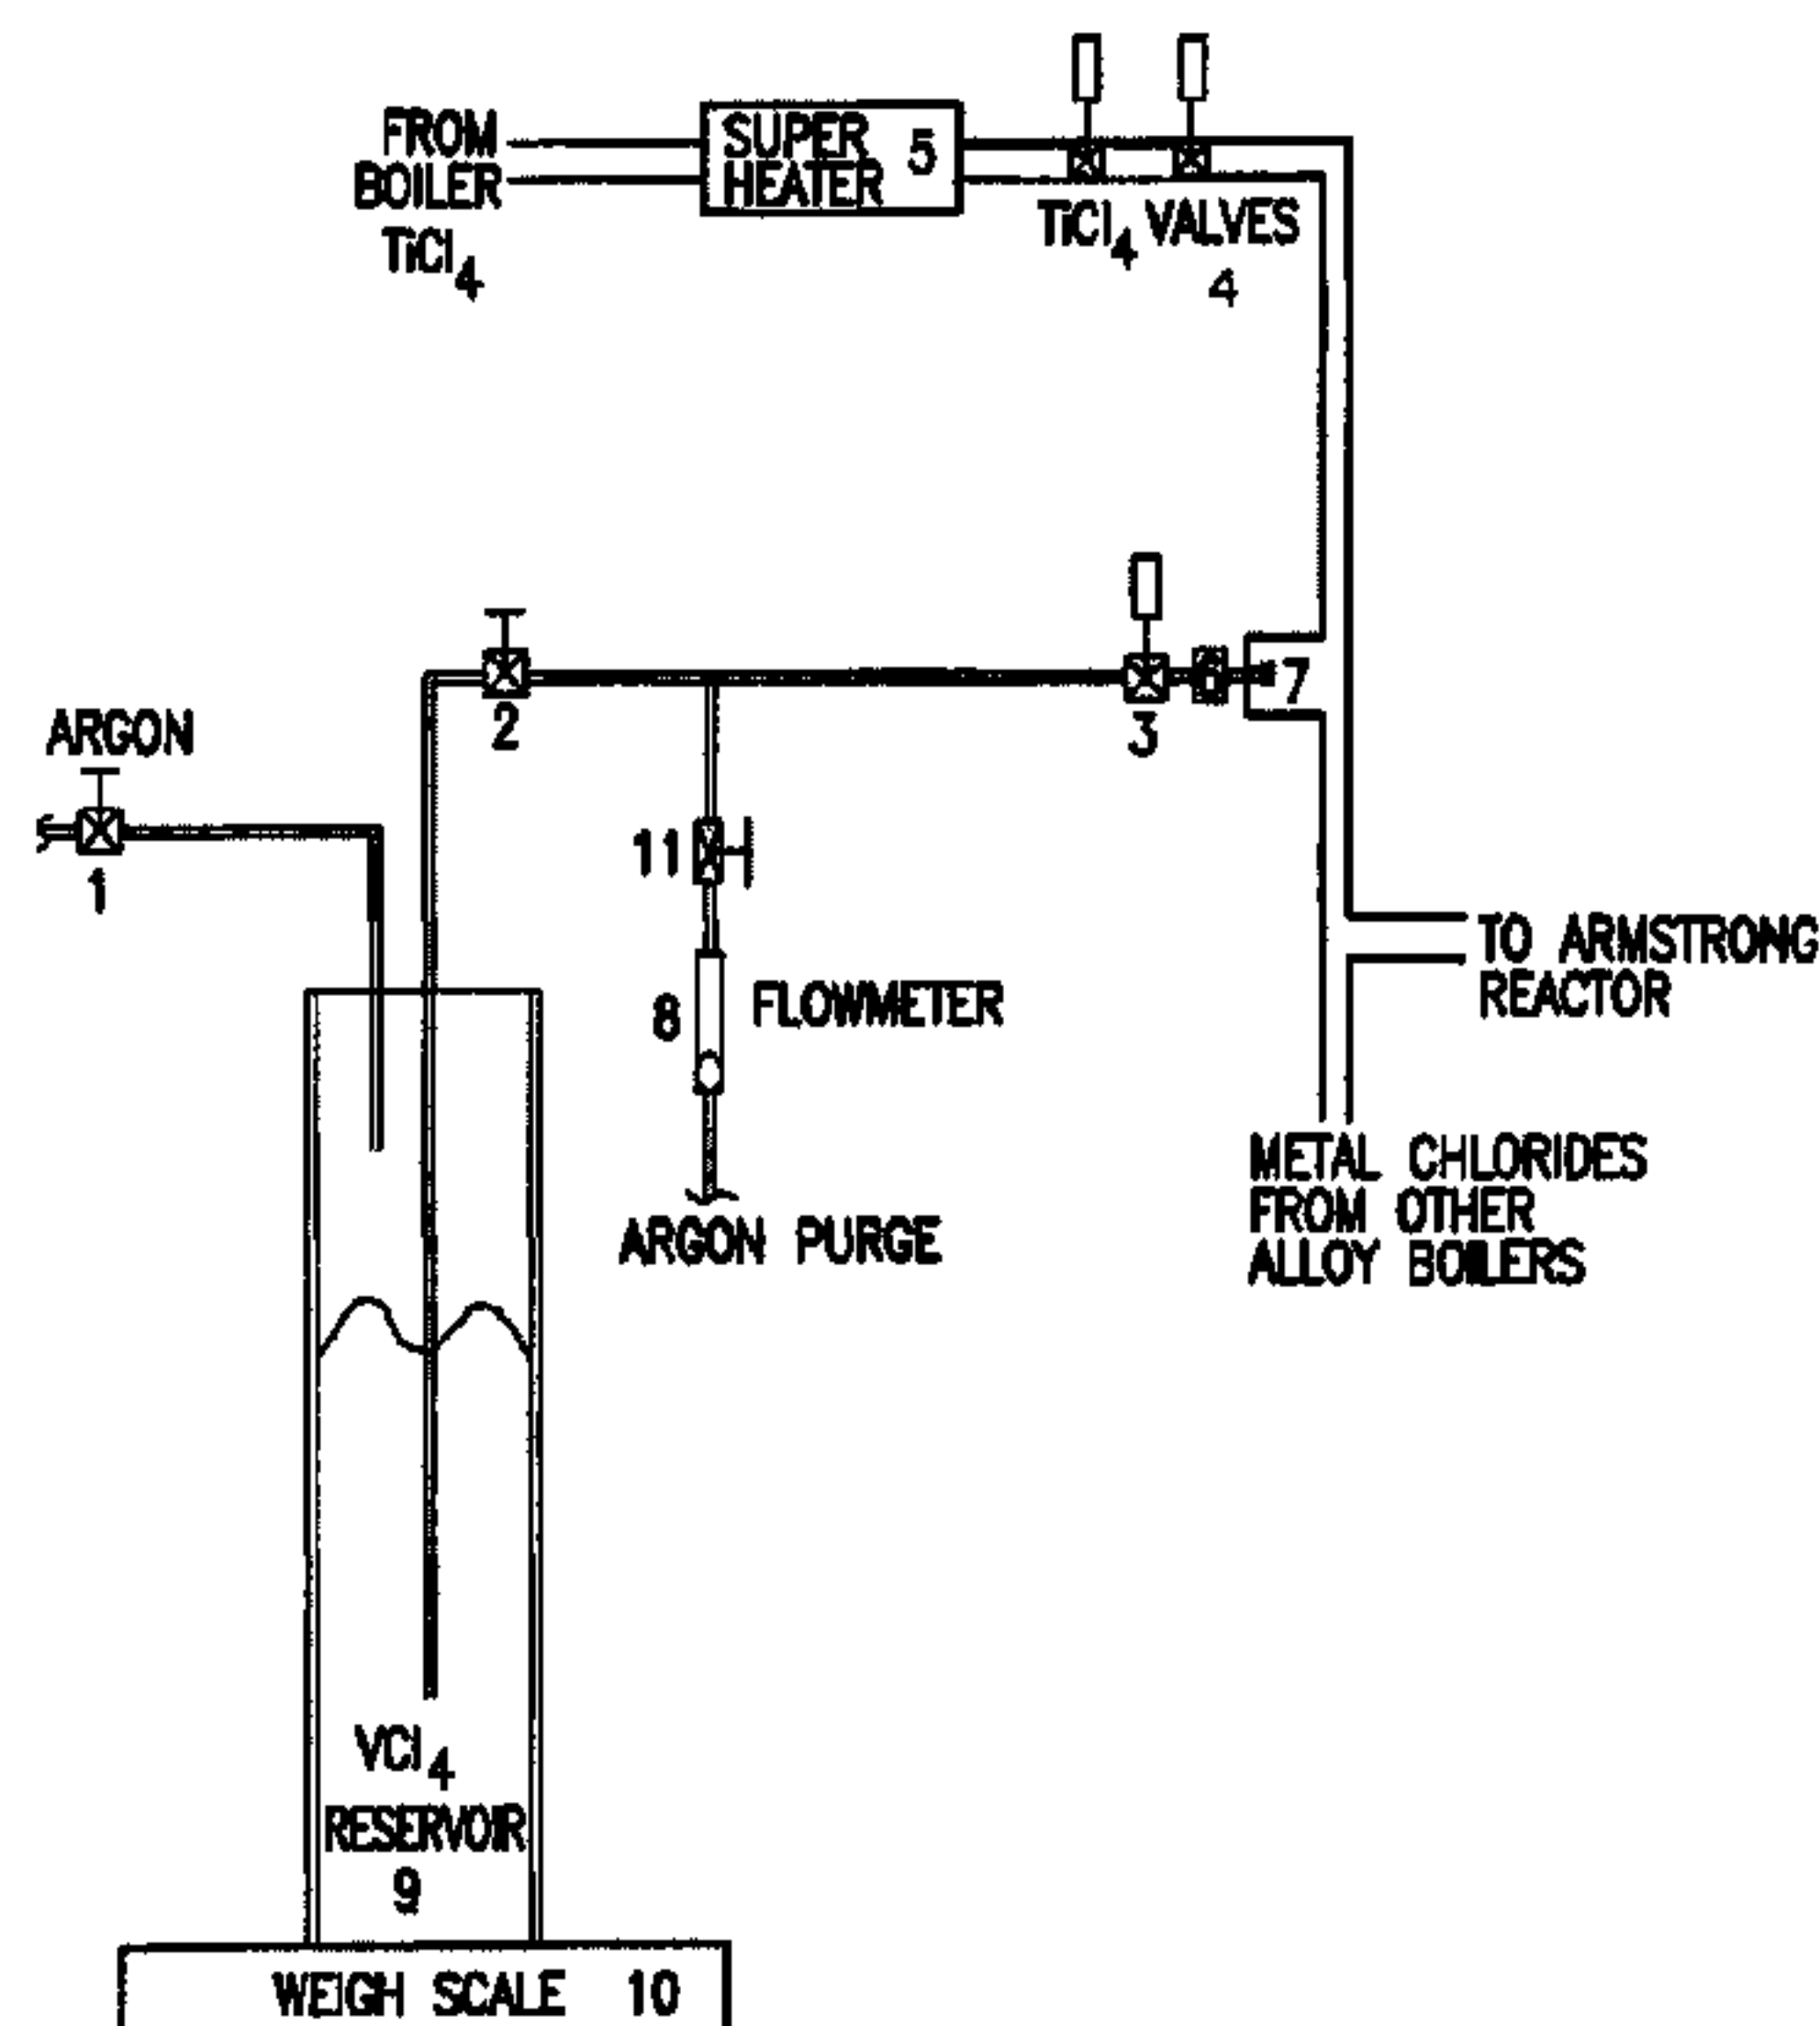 FROM
BOILER
TiCl4
SUPER
HEATER 5
TiCl4 VALVES
4
2
3
6
7
ARGON
1
11
8 FLOWMETER
ARGON PURGE
TO ARMSTRONG
REACTOR
METAL CHLORIDES
FROM OTHER
ALLOY BOILERS
VCl4
RESERVOIR
9
WEIGH SCALE 10